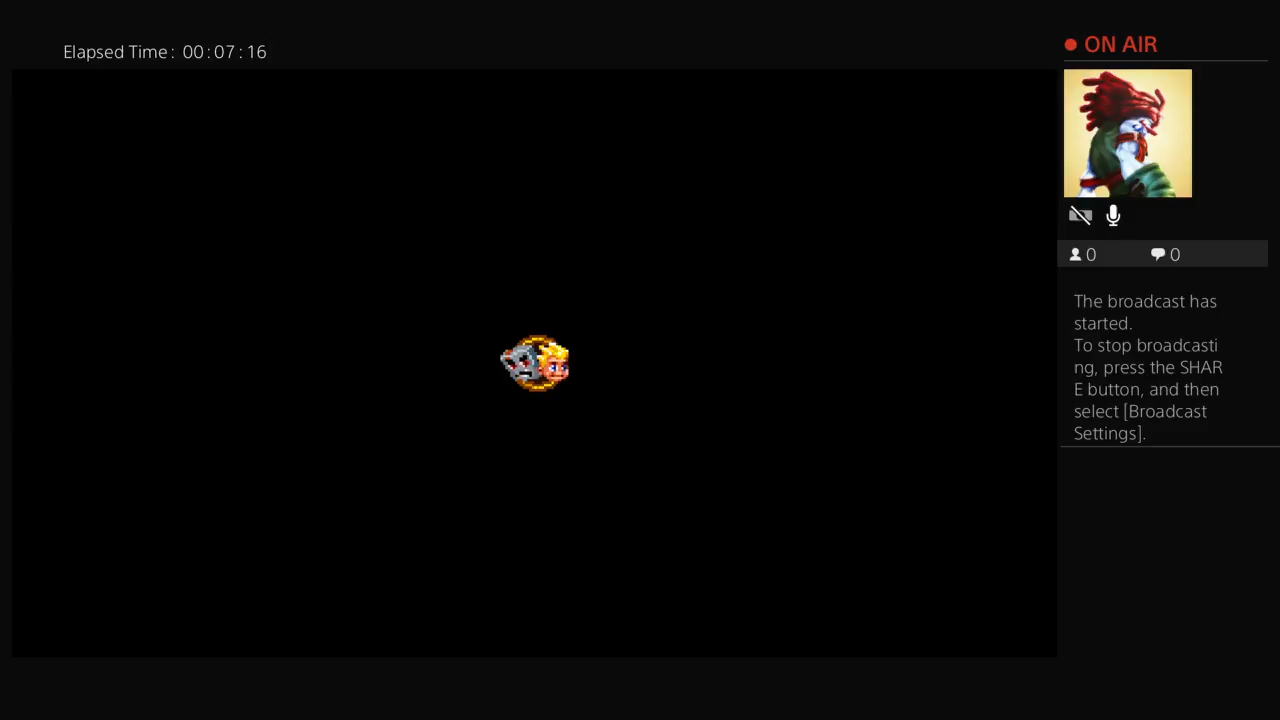 Elapsed Time: 00:07:16
ON AIR
0 0
The broadcast has
started.
To stop broadcasti
ng, press the SHAR
E button, and then
select [Broadcast
Settings].